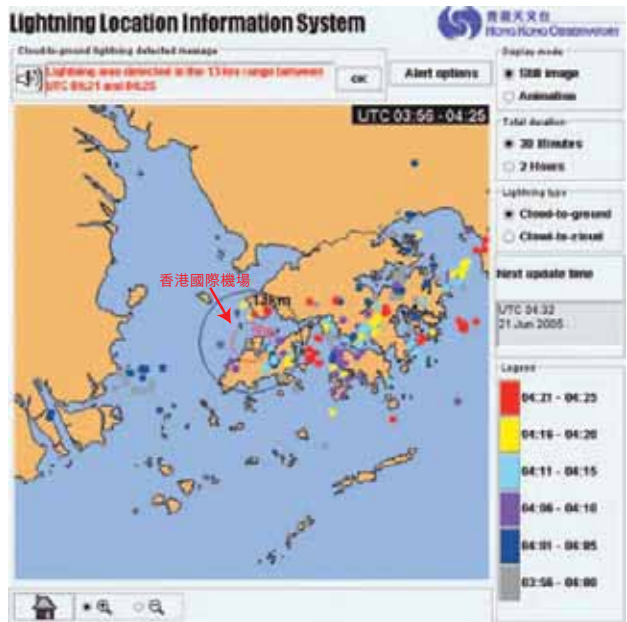 Lightning Location Information System
香港天文台
Hong Kong Observatory
Cloud-to-ground lightning detected message
Lightning was detected in the 13 km range between
UTC 04:21 and 04:25
OK
Alert options
Display mode
Still image
Animation
UTC 03:56 - 04:25
Total duration
30 Minutes
2 Hours
Lightning type
Cloud-to-ground
Cloud-to-cloud
Next update time
UTC 04:32
21 Jun 2005
香港國際機場
13km
Legend
04:21 - 04:25
04:16 - 04:20
04:11 - 04:15
04:06 - 04:10
04:01 - 04:05
03:56 - 04:00